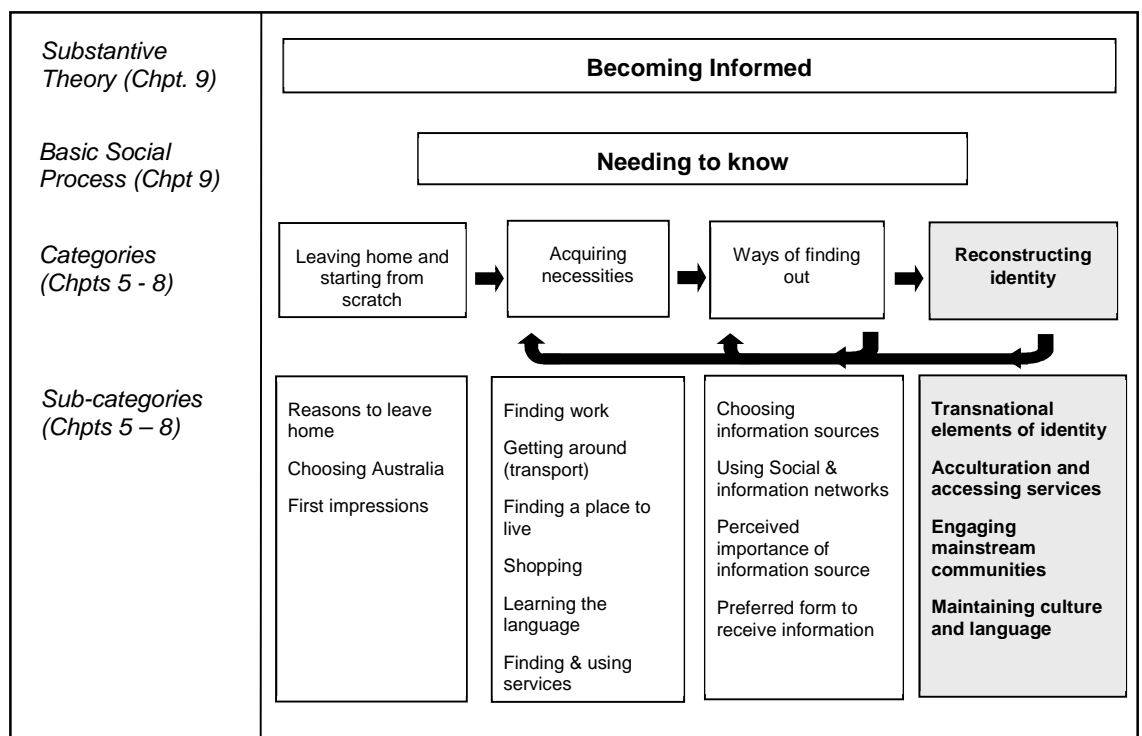 Substantive
Theory (Chpt. 9)
Becoming Informed
Basic Social
Process (Chpt 9)
Needing to know
Categories
(Chpts 5 - 8)
Leaving home and
starting from
scratch
Acquiring
necessities
Ways of finding
out
Reconstructing
identity
Sub-categories
(Chpts 5 – 8)
Reasons to leave
home
Choosing Australia
First impressions
Finding work
Getting around
(transport)
Finding a place to
live
Shopping
Learning the
language
Finding & using
services
Choosing
information sources
Using Social &
information networks
Perceived
importance of
information source
Preferred form to
receive information
Transnational
elements of identity
Acculturation and
accessing services
Engaging
mainstream
communities
Maintaining culture
and language